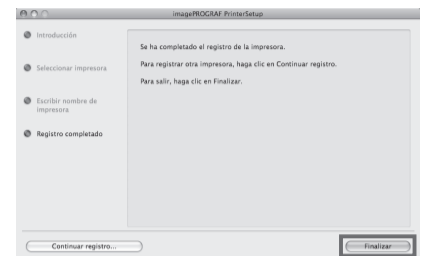 imagePROGRAF PrinterSetup
Introducción
Seleccionar impresora
Escribir nombre de
impresora
Registro completado
Se ha completado el registro de la impresora.
Para registrar otra impresora, haga clic en Continuar registro.
Para salir, haga clic en Finalizar.
Continuar registro...
Finalizar